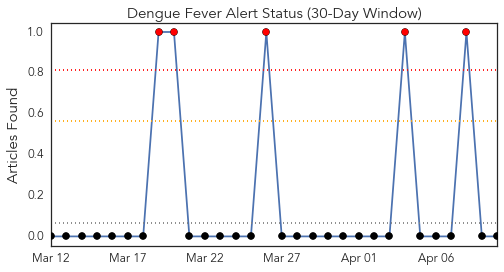 Dengue Fever Alert Status (30-Day Window)
Articles Found
1.0
0.8
0.6
0.4
0.2
0.0
Mar 12 Mar 17 Mar 22 Mar 27 Apr 01 Apr 06